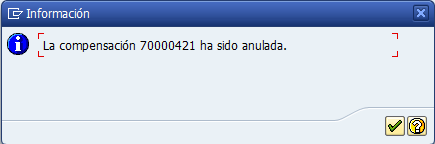 Información
La compensación 70000421 ha sido anulada.